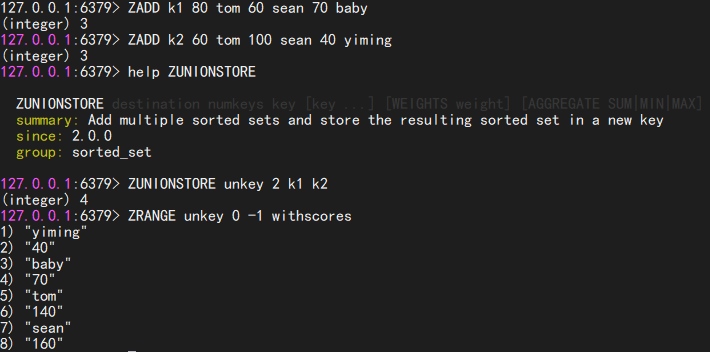 127.0.0.1:6379> ZADD k1 80 tom 60 sean 70 baby
(integer) 3
127.0.0.1:6379> ZADD k2 60 tom 100 sean 40 yiming
(integer) 3
127.0.0.1:6379> help ZUNIONSTORE
ZUNIONSTORE destination numkeys key [key ...] [WEIGHTS weight] [AGGREGATE SUM|MIN|MAX]
summary: Add multiple sorted sets and store the resulting sorted set in a new key
since: 2.0.0
group: sorted_set
127.0.0.1:6379> ZUNIONSTORE unkey 2 k1 k2
(integer) 4
127.0.0.1:6379> ZRANGE unkey 0 -1 withscores
1) "yiming"
2) "40"
3) "baby"
4) "70"
5) "tom"
6) "140"
7) "sean"
8) "160"